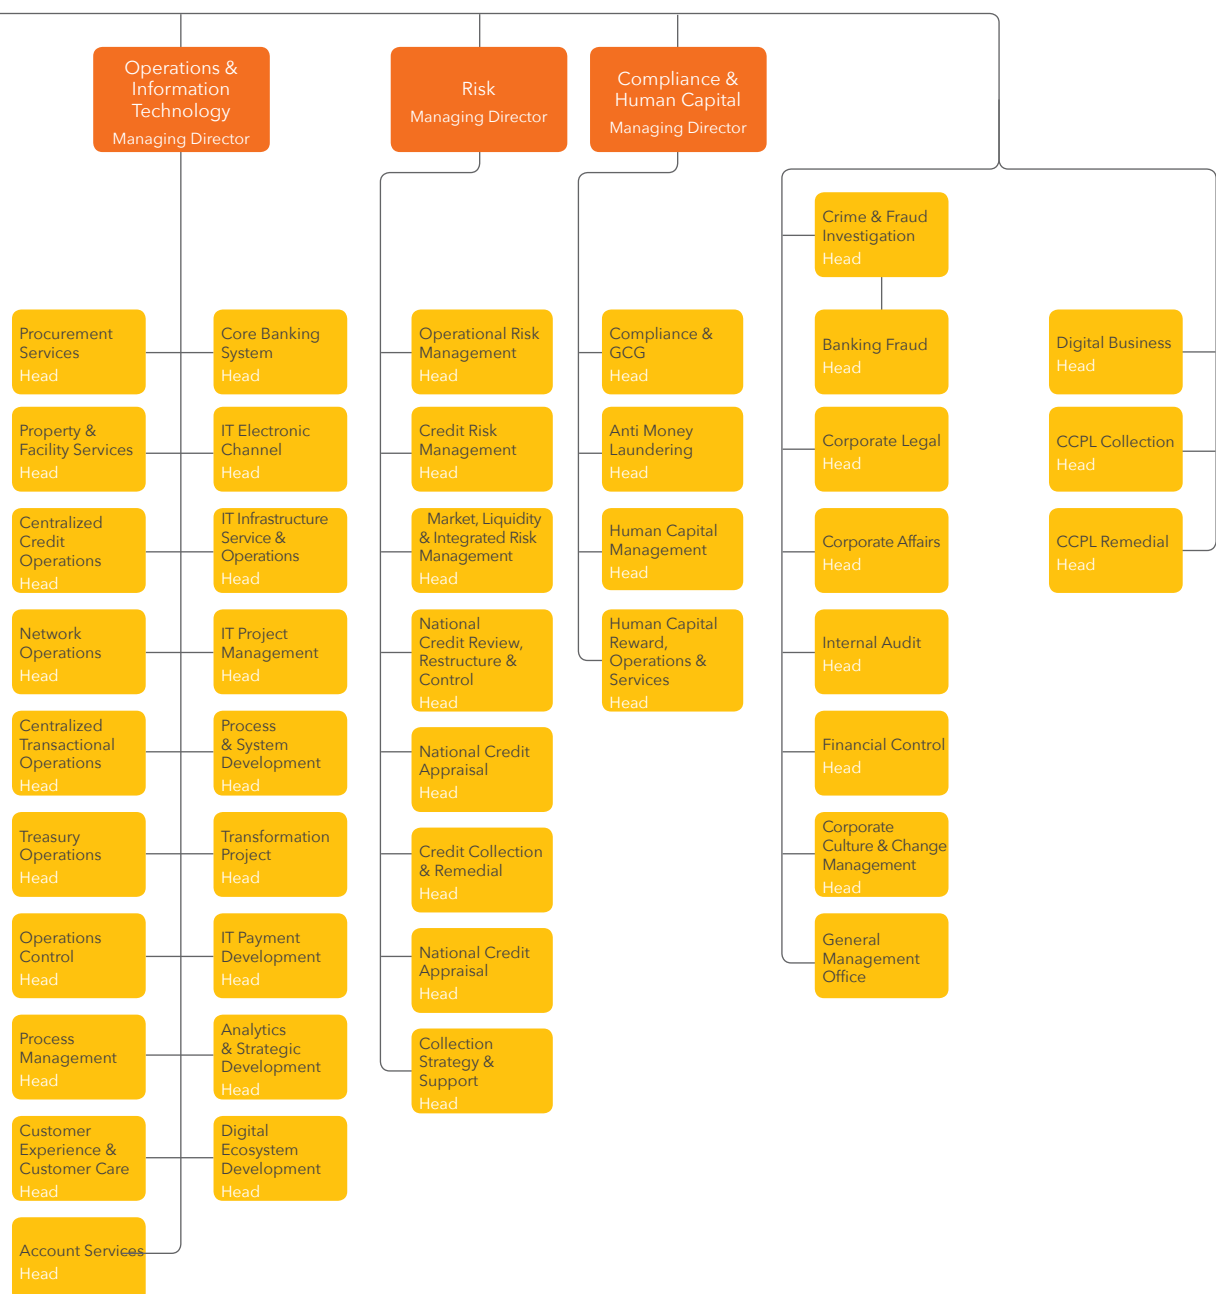 Operations &
Information
Technology
Managing Director
Risk
Managing Director
Compliance &
Human Capital
Managing Director
Procurement
Services
Head
Property &
Facility Services
Head
Centralized
Credit
Operations
Head
Network
Operations
Head
Centralized
Transactional
Operations
Head
Treasury
Operations
Head
Operations
Control
Head
Process
Management
Head
Customer
Experience &
Customer Care
Head
Account Services
Head
Core Banking
System
Head
IT Electronic
Channel
Head
IT Infrastructure
Service &
Operations
Head
IT Project
Management
Head
Process
& System
Development
Head
Transformation
Project
Head
IT Payment
Development
Head
Analytics
& Strategic
Development
Head
Digital
Ecosystem
Development
Head
Operational Risk
Management
Head
Credit Risk
Management
Head
Market, Liquidity
& Integrated Risk
Management
Head
National
Credit Review,
Restructure &
Control
Head
National Credit
Appraisal
Head
Credit Collection
& Remedial
Head
National Credit
Appraisal
Head
Collection
Strategy &
Support
Head
Compliance &
GCG
Head
Anti Money
Laundering
Head
Human Capital
Management
Head
Human Capital
Reward,
Operations &
Services
Head
Crime & Fraud
Investigation
Head
Banking Fraud
Head
Corporate Legal
Head
Corporate Affairs
Head
Internal Audit
Head
Financial Control
Head
Corporate
Culture & Change
Management
Head
General
Management
Office
Digital Business
Head
CCPL Collection
Head
CCPL Remedial
Head